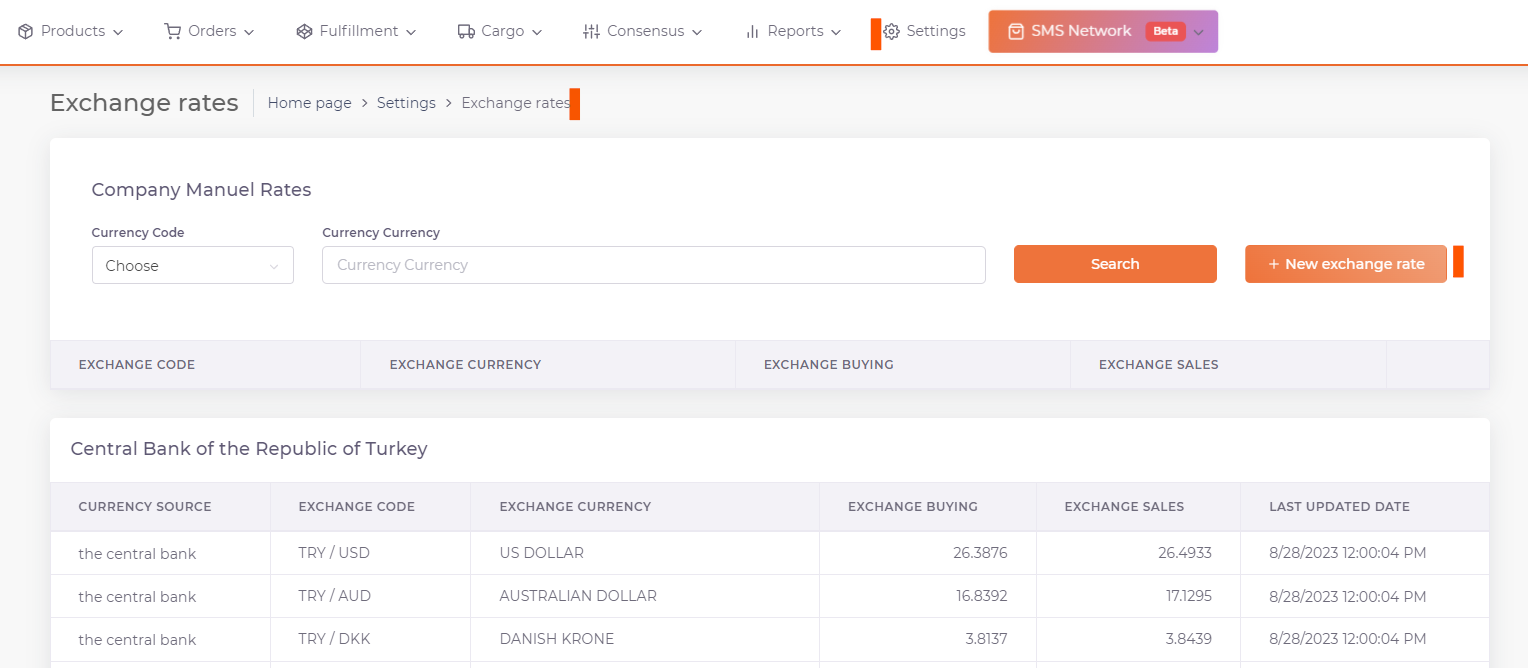 Products Orders Fulfillment Cargo Consensus Reports Settings SMS Network Beta
Exchange rates Home page > Settings > Exchange rates
Company Manuel Rates
Currency Code Currency Currency
Choose Currency Currency Search + New exchange rate
EXCHANGE CODE EXCHANGE CURRENCY EXCHANGE BUYING EXCHANGE SALES
Central Bank of the Republic of Turkey
CURRENCY SOURCE EXCHANGE CODE EXCHANGE CURRENCY EXCHANGE BUYING EXCHANGE SALES LAST UPDATED DATE
the central bank TRY / USD US DOLLAR 26.3876 26.4933 8/28/2023 12:00:04 PM
the central bank TRY / AUD AUSTRALIAN DOLLAR 16.8392 17.1295 8/28/2023 12:00:04 PM
the central bank TRY / DKK DANISH KRONE 3.8137 3.8439 8/28/2023 12:00:04 PM